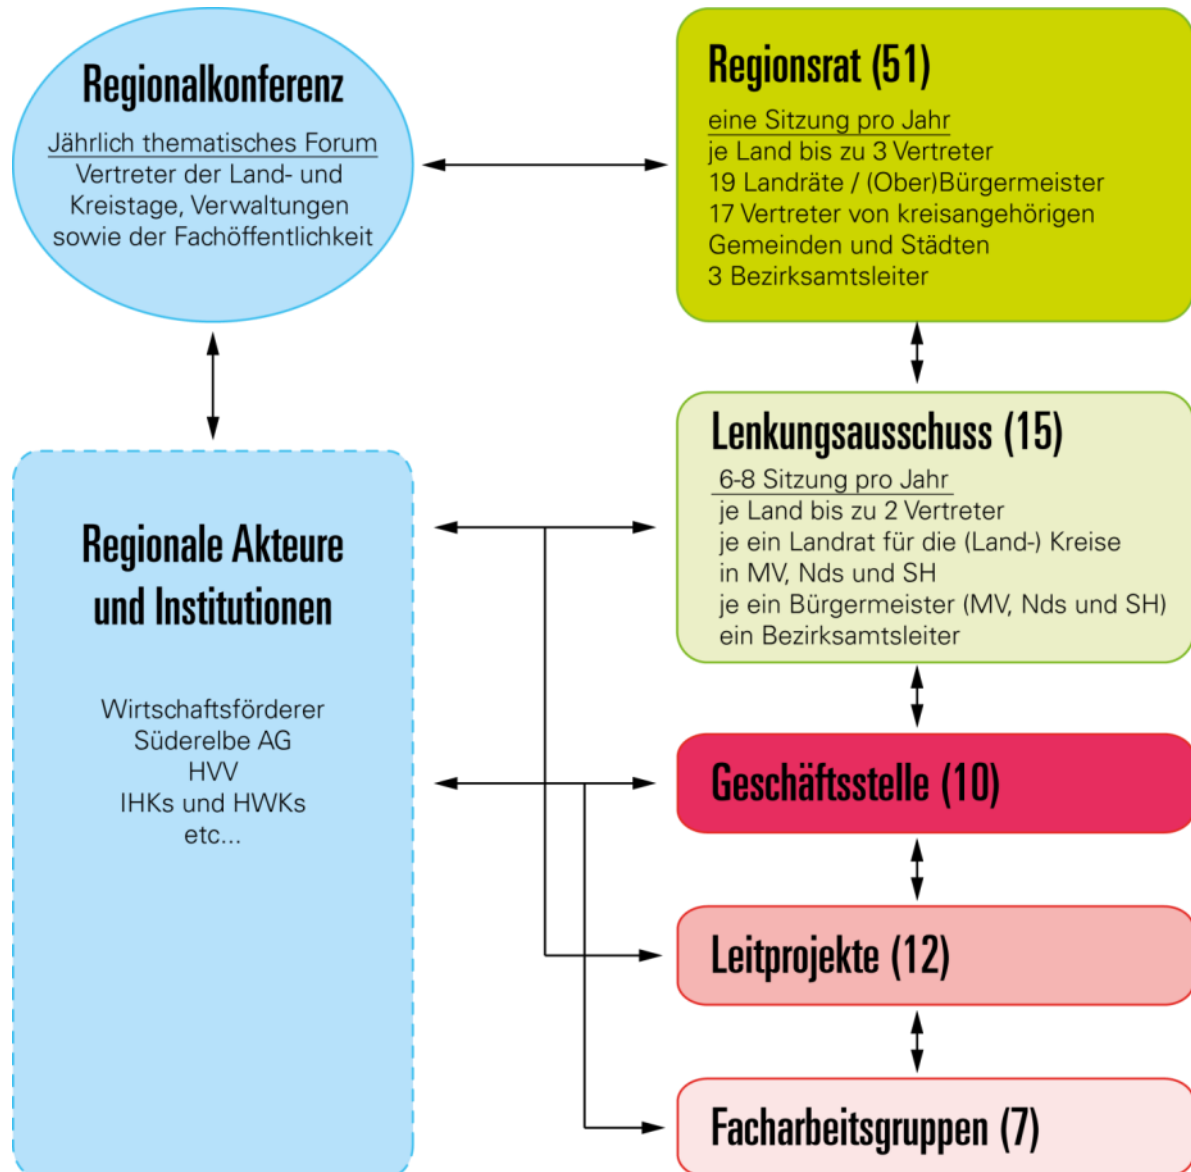 Regionalkonferenz
Jährlich thematisches Forum
Vertreter der Land- und
Kreistage, Verwaltungen
sowie der Fachöffentlichkeit
Regionsrat (51)
eine Sitzung pro Jahr
je Land bis zu 3 Vertreter
19 Landräte / (Ober)Bürgermeister
17 Vertreter von kreisangehörigen
Gemeinden und Städten
3 Bezirksamtsleiter
Lenkungsausschuss (15)
6-8 Sitzung pro Jahr
je Land bis zu 2 Vertreter
je ein Landrat für die (Land-) Kreise
in MV, Nds und SH
je ein Bürgermeister (MV, Nds und SH)
ein Bezirksamtsleiter
Regionale Akteure
und Institutionen
Wirtschaftsförderer
Süderelbe AG
HVV
IHKs und HWKs
etc...
Geschäftsstelle (10)
Leitprojekte (12)
Facharbeitsgruppen (7)